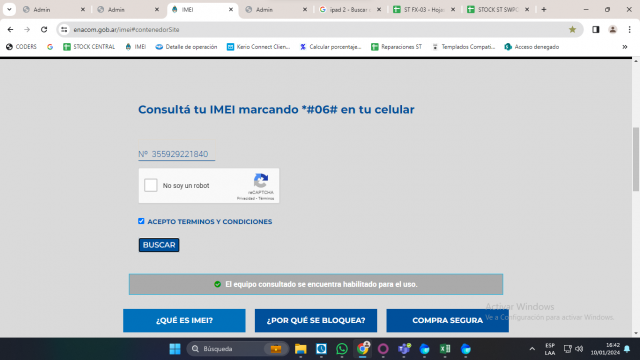 Admin
Admin
IMEI
Admin
ipad 2 - Buscar
ST FX-03 - Hoja
STOCK ST SWPC
enacom.gob.ar/imei#contenedorSite
CODERS
STOCK CENTRAL
IMEI
Detalle de operación
Kerio Connect Clien...
Calcular porcentaje...
Reparaciones ST
Templados Compati...
Acceso denegado
Consultá tu IMEI marcando *#06# en tu celular
Nº 355929221840
No soy un robot
reCAPTCHA
Privacidad - Términos
ACEPTO TERMINOS Y CONDICIONES
BUSCAR
El equipo consultado se encuentra habilitado para el uso.
Activar Windows
Ve a Configuración para activar Windows.
¿QUÉ ES IMEI?
¿POR QUÉ SE BLOQUEA?
COMPRA SEGURA
Búsqueda
ESP
LAA
16:42
10/01/2024